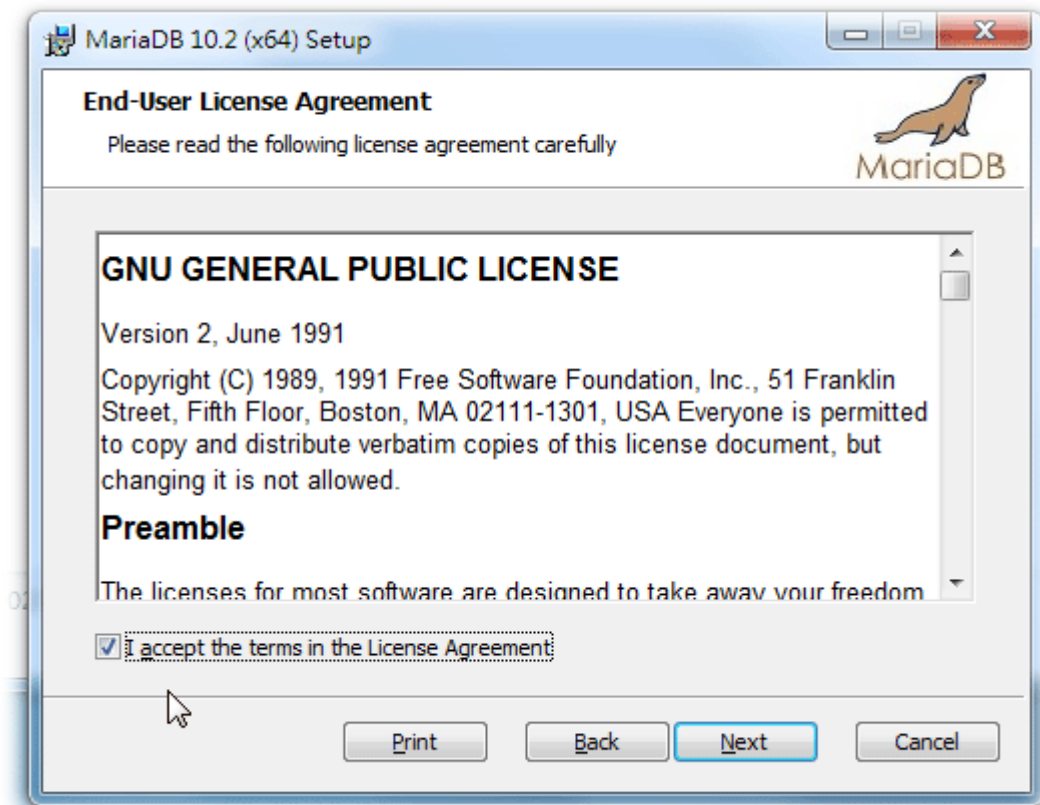 MariaDB 10.2 (x64) Setup
End-User License Agreement
Please read the following license agreement carefully
MariaDB
GNU GENERAL PUBLIC LICENSE
Version 2, June 1991
Copyright (C) 1989, 1991 Free Software Foundation, Inc., 51 Franklin
Street, Fifth Floor, Boston, MA 02111-1301, USA Everyone is permitted
to copy and distribute verbatim copies of this license document, but
changing it is not allowed.
Preamble
The licenses for most software are designed to take away your freedom
I accept the terms in the License Agreement
Print Back Next Cancel